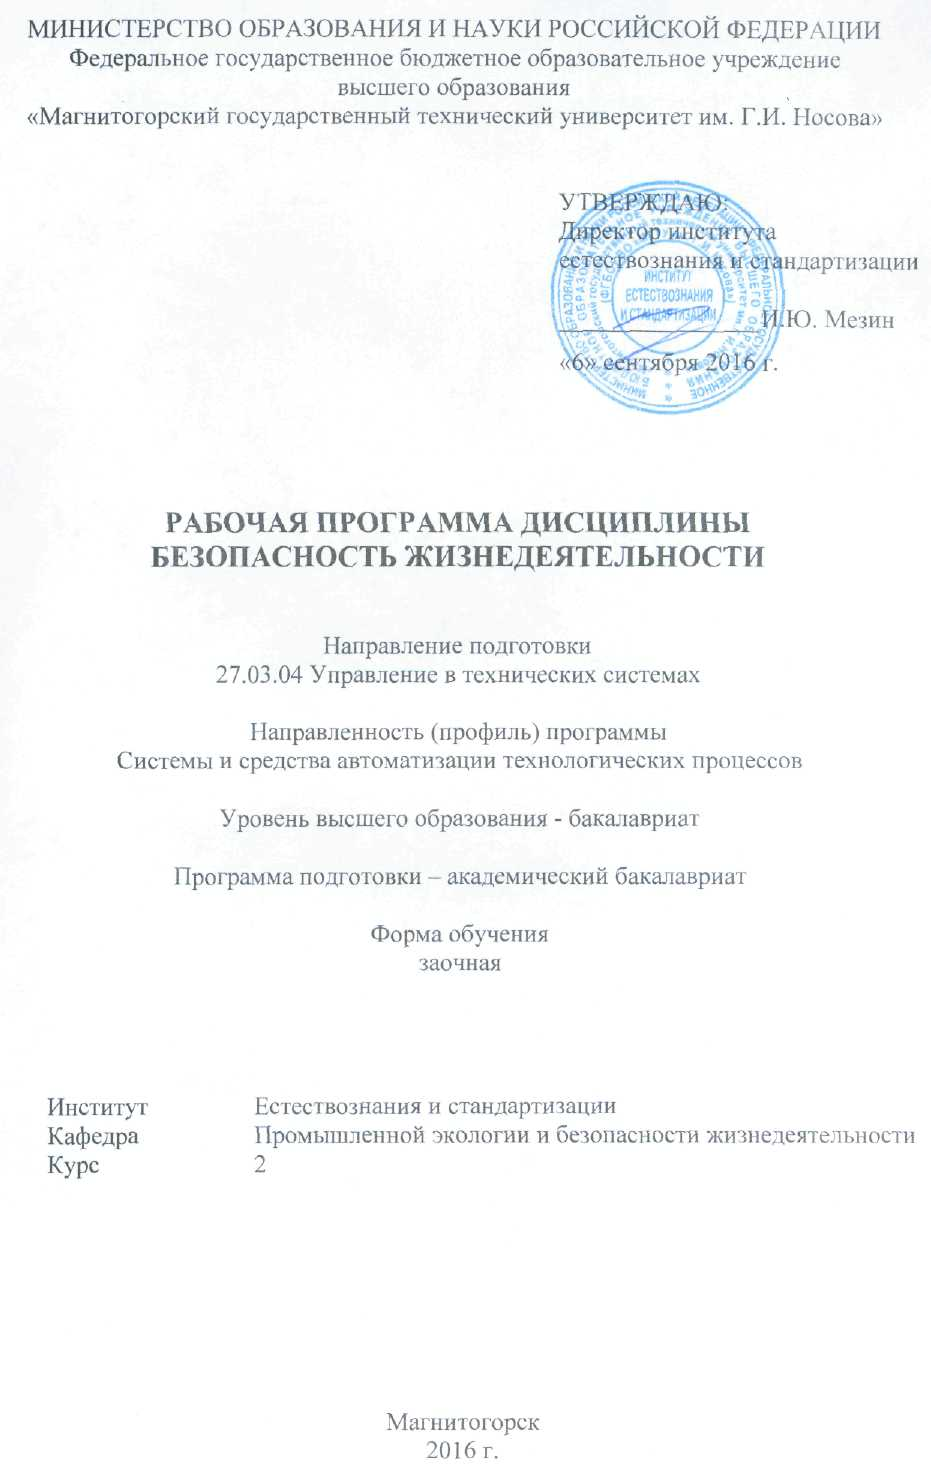 МИНИСТЕРСТВО ОБРАЗОВАНИЯ И НАУКИ РОССИЙСКОЙ ФЕДЕРАЦИИ
Федеральное государственное бюджетное образовательное учреждение
высшего образования
«Магнитогорский государственный технический университет им. Г.И. Носова»
УТВЕРЖДАЮ:
Директор института
естествознания и стандартизации
ИНСТИТУТ
ЕСТЕСТВОЗНАНИЯ
И СТАНДАРТИЗАЦИИ
И.Ю. Мезин
«6» сентября 2016 г.
РАБОЧАЯ ПРОГРАММА ДИСЦИПЛИНЫ
БЕЗОПАСНОСТЬ ЖИЗНЕДЕЯТЕЛЬНОСТИ
Направление подготовки
27.03.04 Управление в технических системах
Направленность (профиль) программы
Системы и средства автоматизации технологических процессов
Уровень высшего образования - бакалавриат
Программа подготовки – академический бакалавриат
Форма обучения
заочная
Институт Естествознания и стандартизации
Кафедра Промышленной экологии и безопасности жизнедеятельности
Курс 2
Магнитогорск
2016 г.